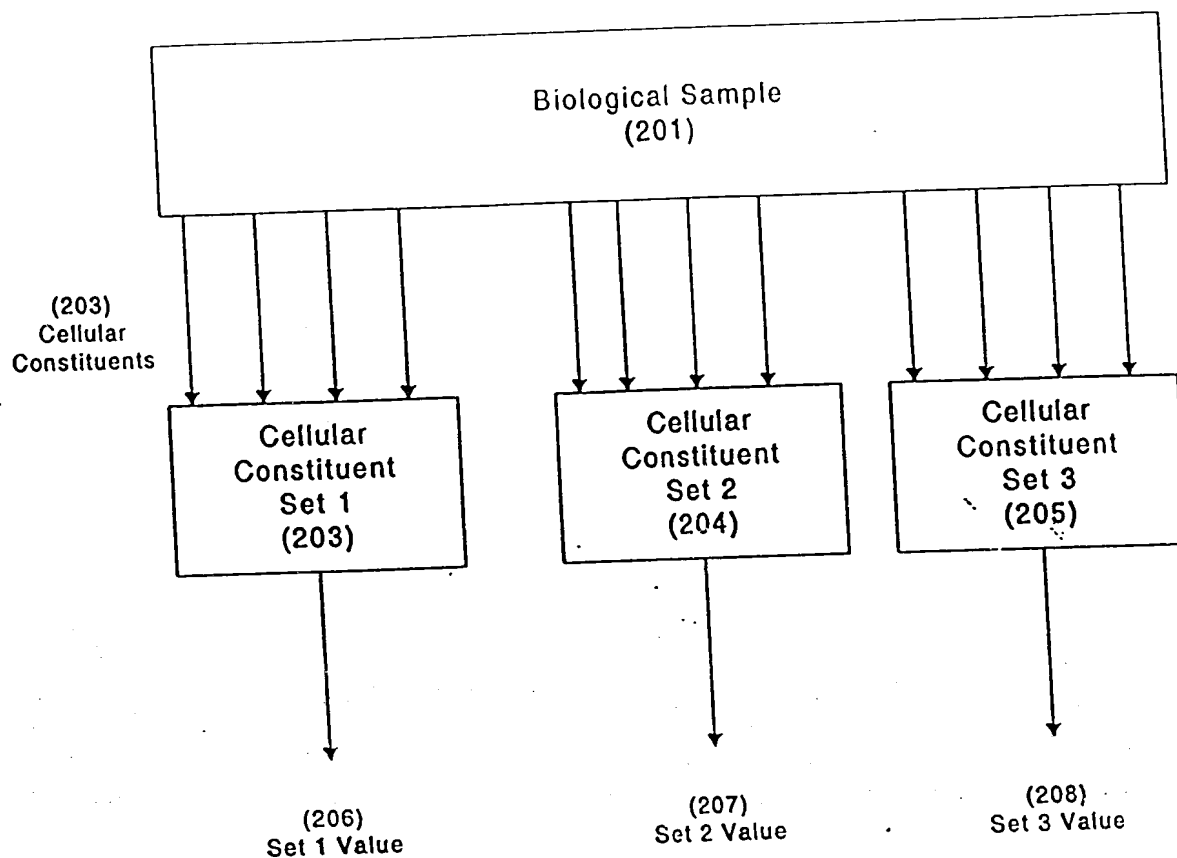 Biological Sample
(201)
(203)
Cellular
Constituents
Cellular
Constituent
Set 1
(203)
Cellular
Constituent
Set 2
(204)
Cellular
Constituent
Set 3
(205)
(206)
Set 1 Value
(207)
Set 2 Value
(208)
Set 3 Value